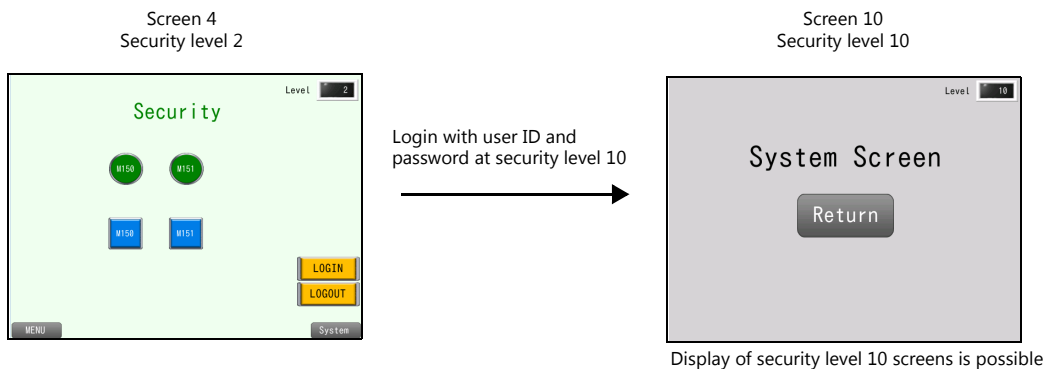 Screen 4
Security level 2
Level 2
Security
M150 M151
M150 M151
LOGIN
LOGOUT
MENU System
Login with user ID and
password at security level 10
Screen 10
Security level 10
Level 10
System Screen
Return
Display of security level 10 screens is possible